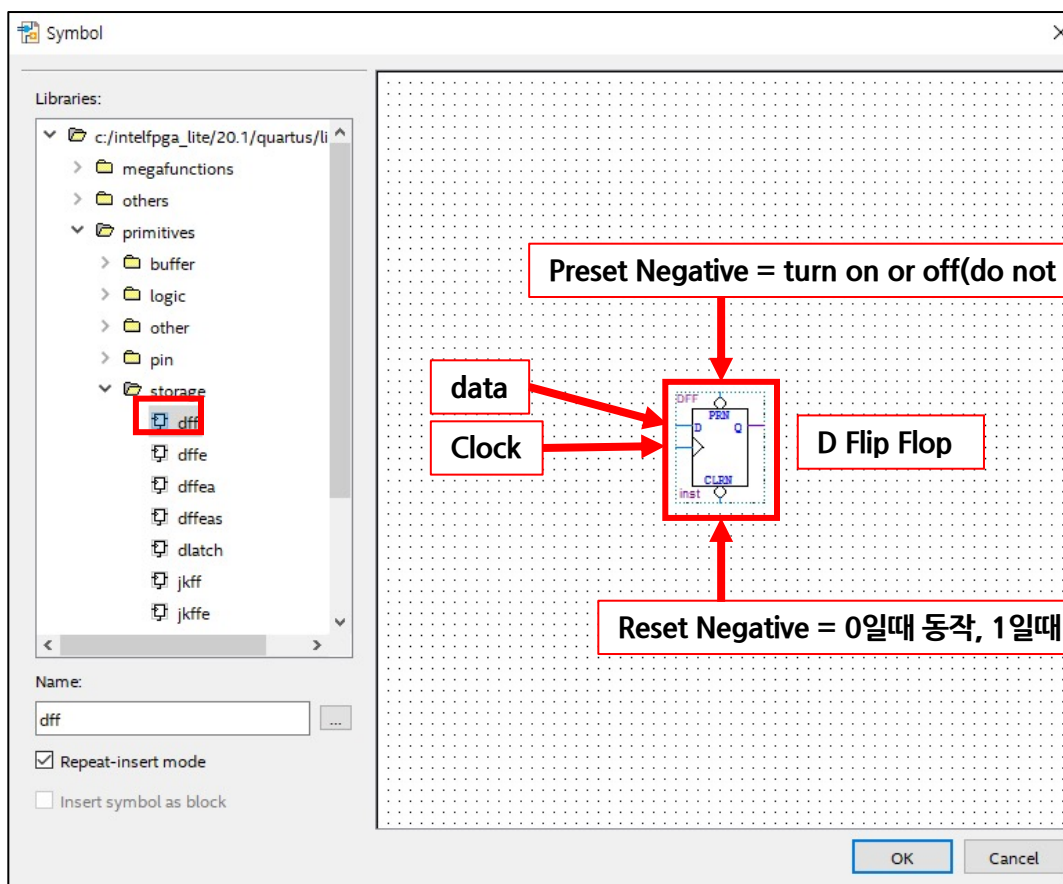 Symbol
Libraries:
c:/intelfpga_lite/20.1/quartus/li
megafunctions
others
primitives
buffer
logic
other
pin
storage
dff
dffe
dffea
dffeas
dlatch
jkff
jkffe
Name:
dff
...
Repeat-insert mode
Insert symbol as block
Preset Negative = turn on or off(do not
data
Clock
DFF
PRN
D Q
CLRN
inst
D Flip Flop
Reset Negative = 0일때 동작, 1일때
OK
Cancel